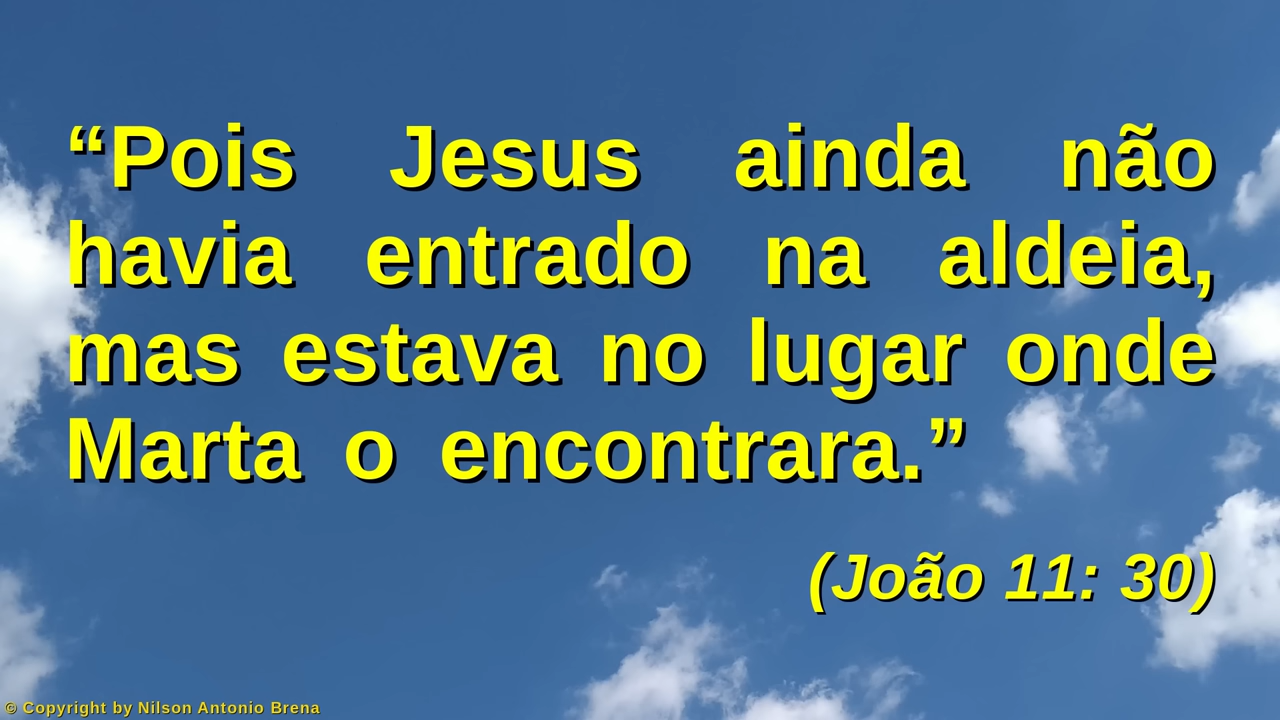 “Pois Jesus ainda não
havia entrado na aldeia,
mas estava no lugar onde
Marta o encontrara.”
(João 11: 30)
© Copyright by Nilson Antonio Brena